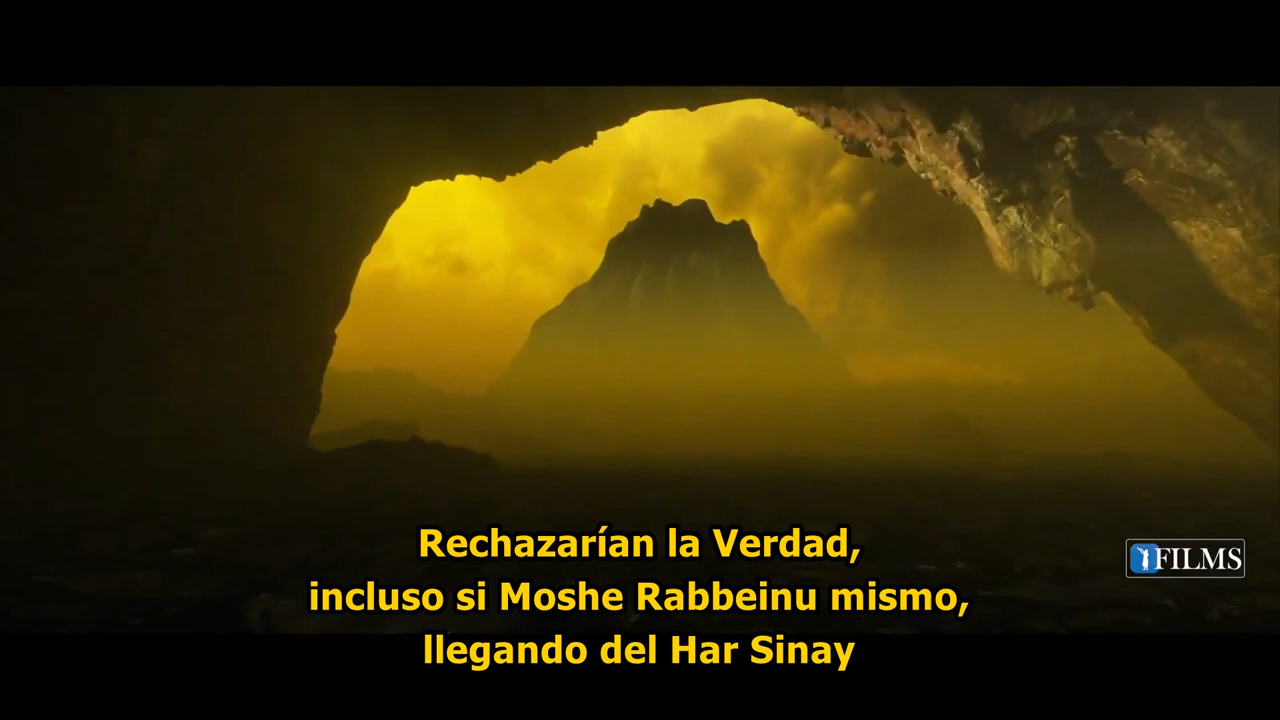 FILMS
Rechazarían la Verdad,
incluso si Moshe Rabbeinu mismo,
llegando del Har Sinay